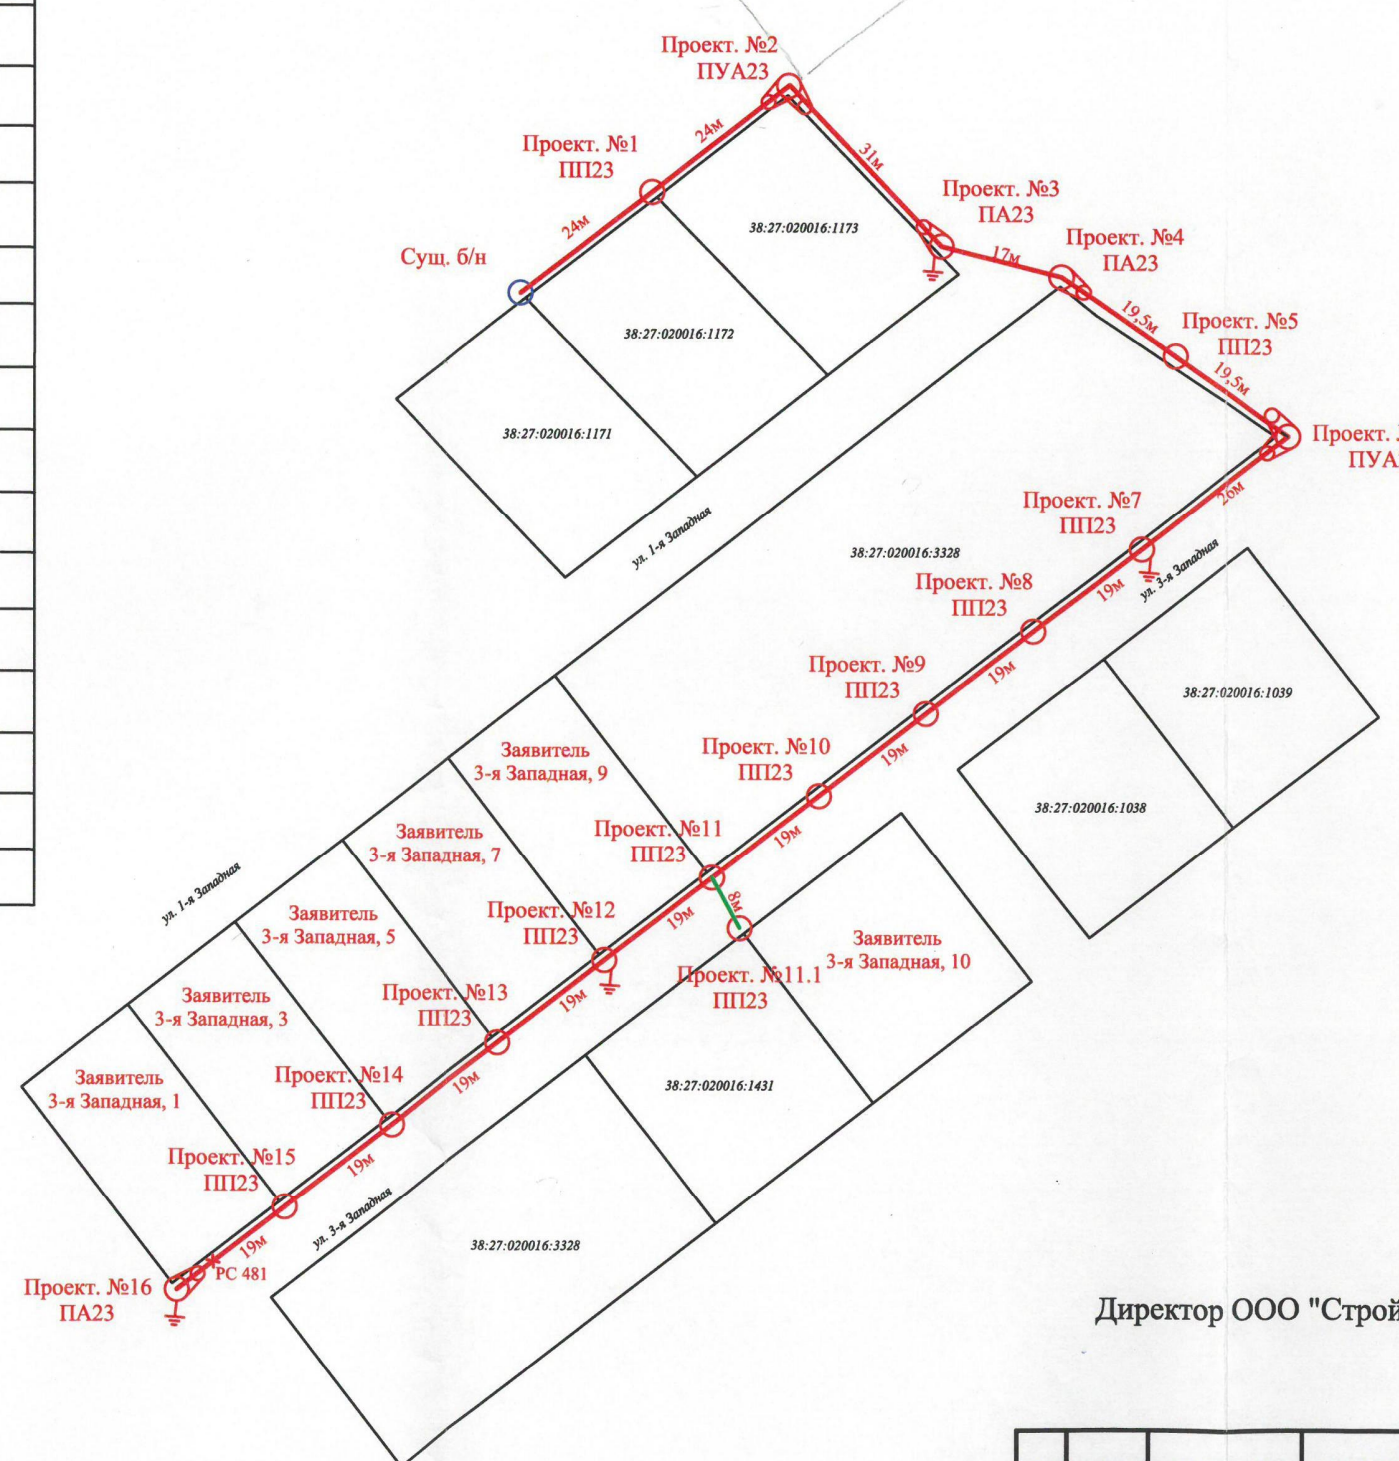 Проект. №2
ПУА23
24м
Проект. №1
ПП23
31м
Проект. №3
ПА23
24м
38:27:020016:1173
Проект. №4
ПА23
Сущ. б/н
17м
19,5м
Проект. №5
ПП23
38:27:020016:1172
19,5м
38:27:020016:1171
Проект.
ПУА
26м
Проект. №7
ПП23
ул. 1-я Западная
38:27:020016:3328
ул. 3-я Западная
Проект. №8
ПП23
19м
Проект. №9
ПП23
19м
38:27:020016:1039
Заявитель
3-я Западная, 9
Проект. №10
ПП23
19м
38:27:020016:1038
Заявитель
3-я Западная, 7
Проект. №11
ПП23
19м
ул. 1-я Западная
8м
Заявитель
3-я Западная, 5
Проект. №12
ПП23
19м
Заявитель
3-я Западная, 10
Проект. №11.1
ПП23
Заявитель
3-я Западная, 3
Проект. №13
ПП23
19м
Заявитель
3-я Западная, 1
Проект. №14
ПП23
19м
38:27:020016:1431
Проект. №15
ПП23
19м
ул. 3-я Западная
19м
38:27:020016:3328
РС 481
Проект. №16
ПА23
Директор ООО "Строй